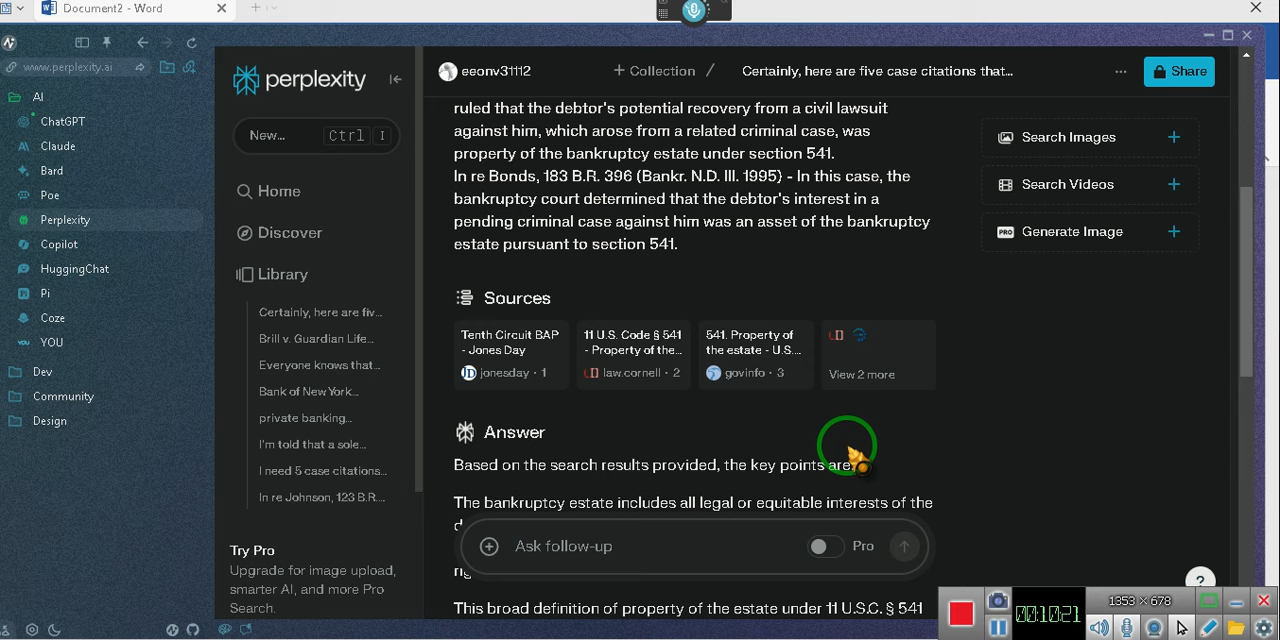 Document2 - Word
www.perplexity.ai
AI
ChatGPT
Claude
Bard
Poe
Perplexity
Copilot
HuggingChat
Pi
Coze
YOU
YOU
Dev
Community
Design
perplexity
New...
Ctrl
I
Home
Discover
Library
Certainly, here are fiv...
Brill v. Guardian Life...
Everyone knows that...
Bank of New York...
private banking...
I'm told that a sole...
I need 5 case citations...
In re Johnson, 123 B.R....
Try Pro
Upgrade for image upload,
smarter AI, and more Pro
Search.
eeonv31112
+ Collection / Certainly, here are five case citations that...
Share
ruled that the debtor's potential recovery from a civil lawsuit
against him, which arose from a related criminal case, was
property of the bankruptcy estate under section 541.
In re Bonds, 183 B.R. 396 (Bankr. N.D. Ill. 1995) - In this case, the
bankruptcy court determined that the debtor's interest in a
pending criminal case against him was an asset of the bankruptcy
estate pursuant to section 541.
Sources
Tenth Circuit BAP
- Jones Day
jonesday · 1
11 U.S. Code § 541
- Property of the...
law.cornell · 2
541. Property of
the estate - U.S....
govinfo · 3
View 2 more
Answer
Based on the search results provided, the key points are:
The bankruptcy estate includes all legal or equitable interests of the
Ask follow-up
Pro
This broad definition of property of the estate under 11 U.S.C. § 541
Search Images
Search Videos
PRO
Generate Image
?
00:10:21
1353 × 678